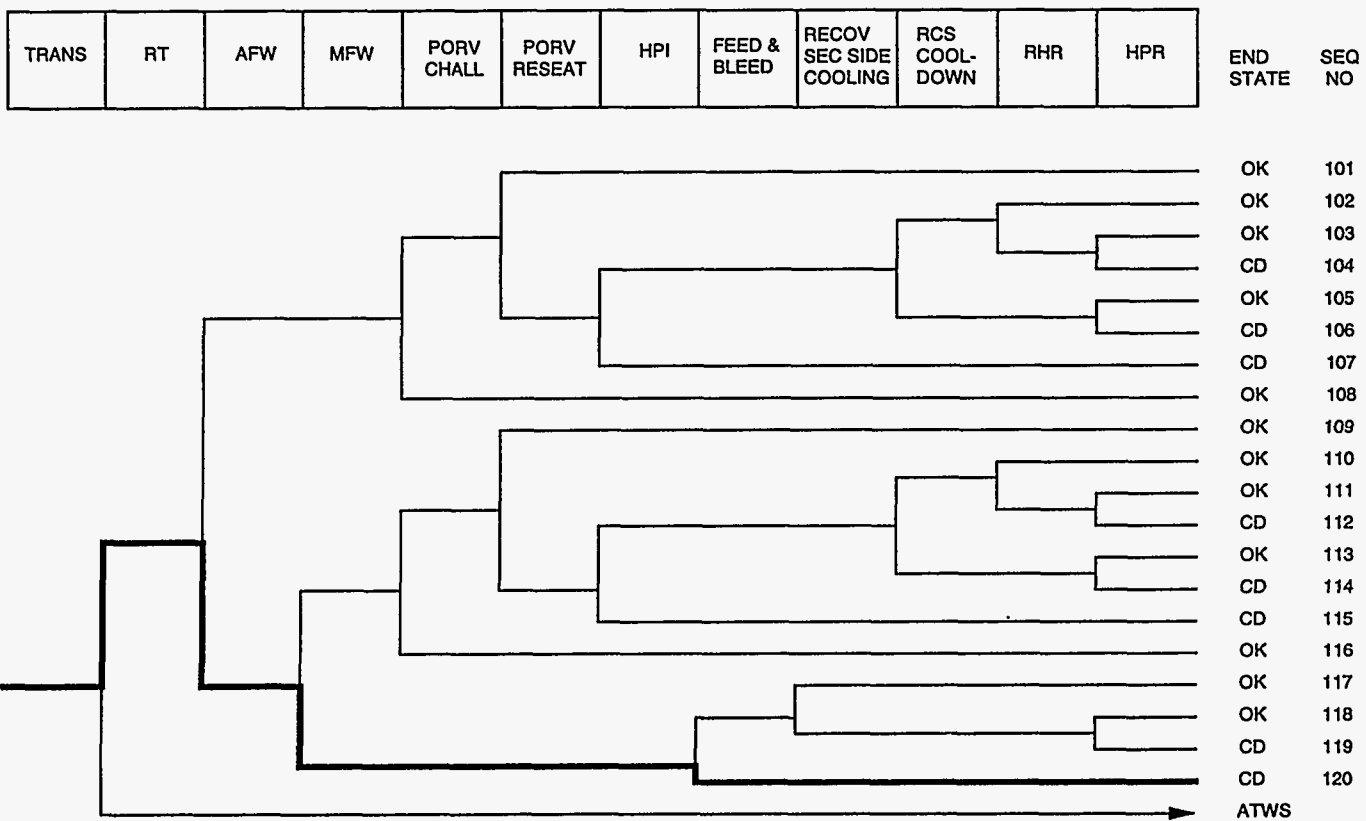 TRANS RT AFW MFW PORV CHALL PORV RESEAT HPI FEED & BLEED RECOV SEC SIDE COOLING RCS COOL- DOWN RHR HPR END STATE SEQ NO
OK 101
OK 102
OK 103
CD 104
OK 105
CD 106
CD 107
OK 108
OK 109
OK 110
OK 111
CD 112
OK 113
CD 114
CD 115
OK 116
OK 117
OK 118
CD 119
CD 120
ATWS